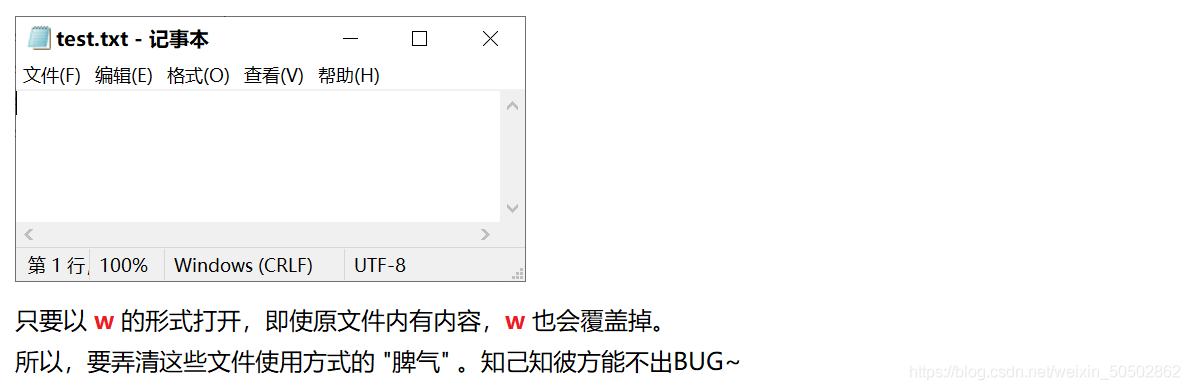 test.txt - 记事本
文件(F) 编辑(E) 格式(O) 查看(V) 帮助(H)
第 1 行, 100% Windows (CRLF) UTF-8
只要以 w 的形式打开，即使原文件内有内容，w 也会覆盖掉。
所以，要弄清这些文件使用方式的 "脾气" 。知己知彼方能不出BUG~
https://blog.csdn.net/weixin_50502862